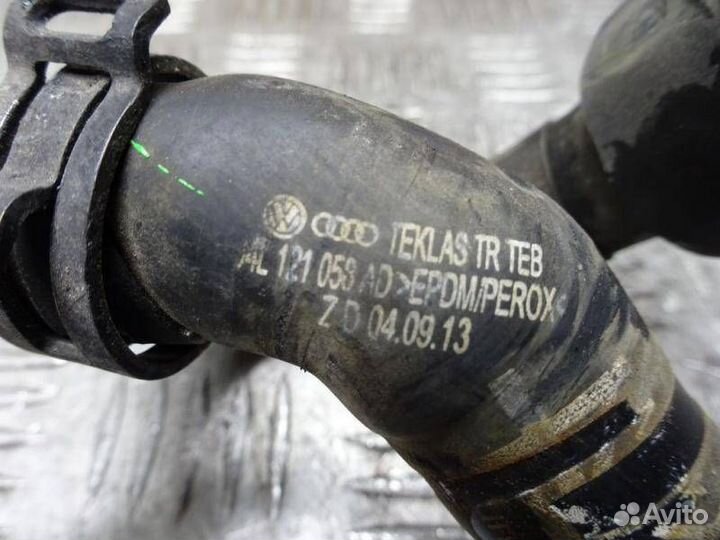 TEKLAS TR TEB
121 058 AD >EPDM/PEROX<
Z D 04.09.13
Avito